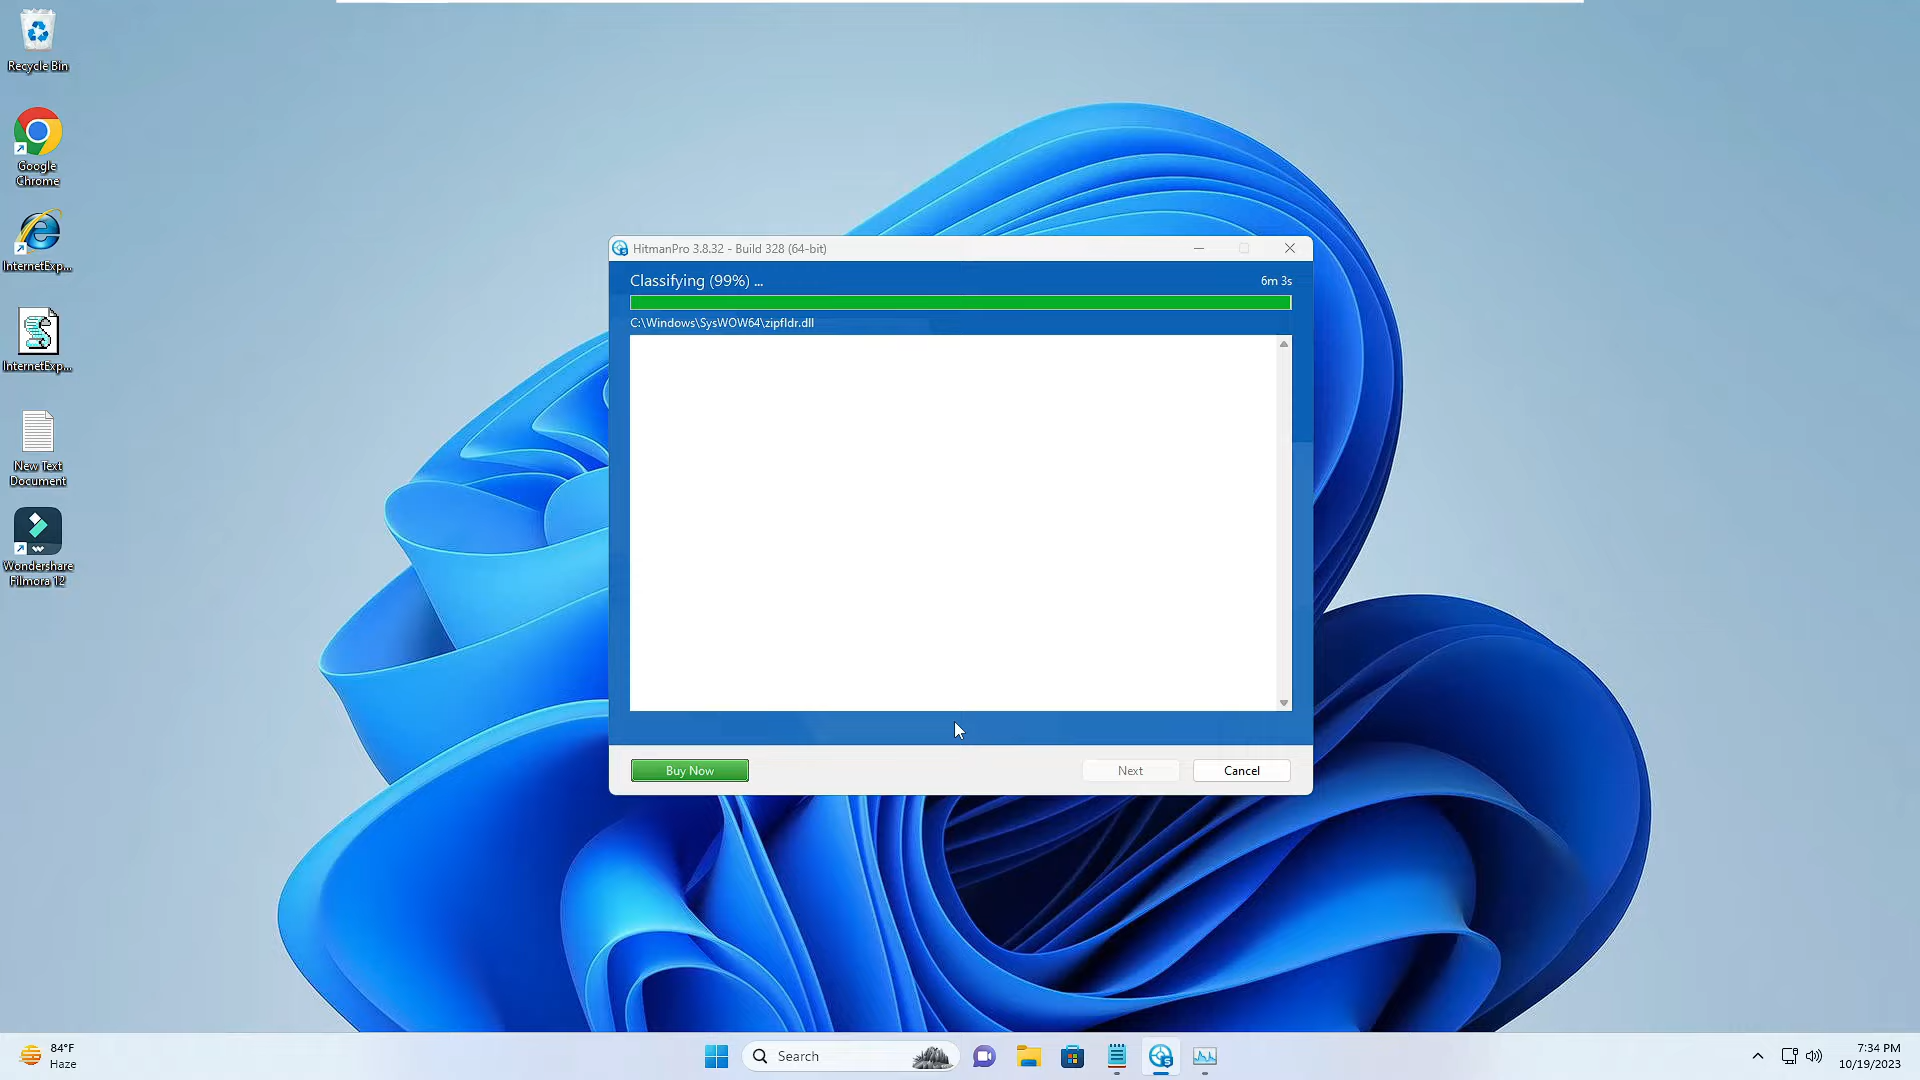 Recycle Bin
Google
Chrome
InternetExp...
InternetExp...
New Text
Document
Wondershare
Filmora 12
HitmanPro 3.8.32 - Build 328 (64-bit)
Classifying (99%) ...
6m 3s
C:\Windows\SysWOW64\zipfldr.dll
Buy Now
Next
Cancel
84°F
Haze
Search
7:34 PM
10/19/2023